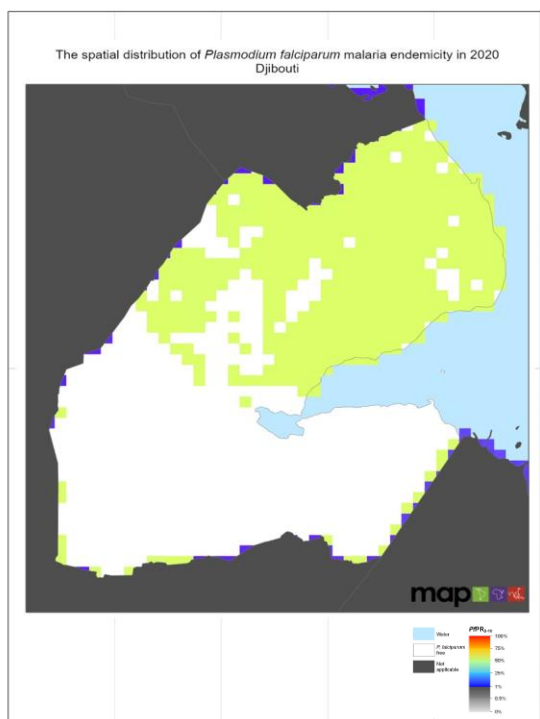 The spatial distribution of Plasmodium falciparum malaria endemicity in 2020
Djibouti
map
Water
P. falciparum
free
Not
applicable
100%
75%
50%
25%
1%
0.5%
0%